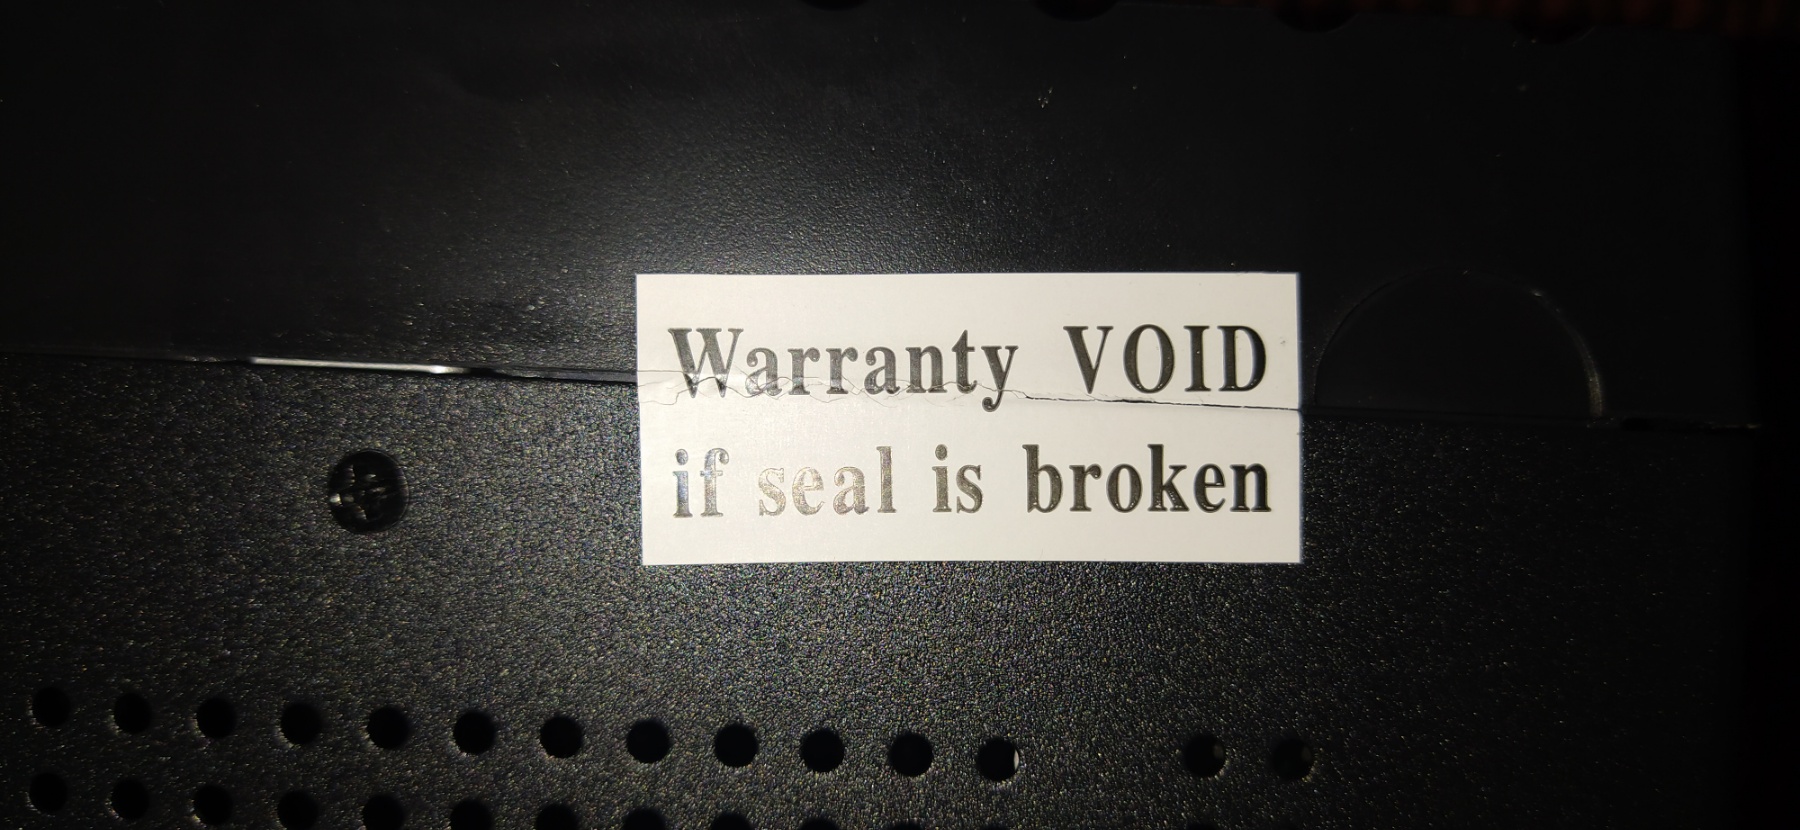 Warranty VOID
if seal is broken